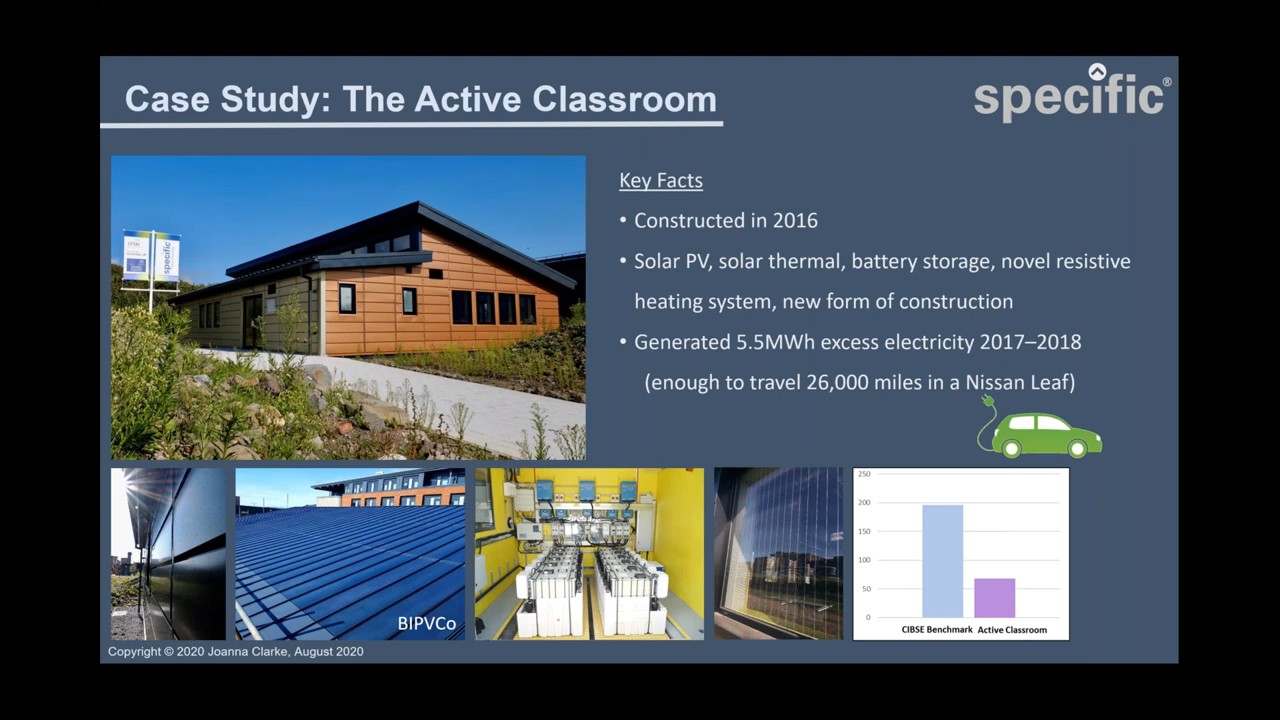 Case Study: The Active Classroom
specific®
Key Facts
• Constructed in 2016
• Solar PV, solar thermal, battery storage, novel resistive
heating system, new form of construction
• Generated 5.5MWh excess electricity 2017–2018
(enough to travel 26,000 miles in a Nissan Leaf)
specific
BIPVCo
250
200
150
100
50
0
CIBSE Benchmark Active Classroom
Copyright © 2020 Joanna Clarke, August 2020